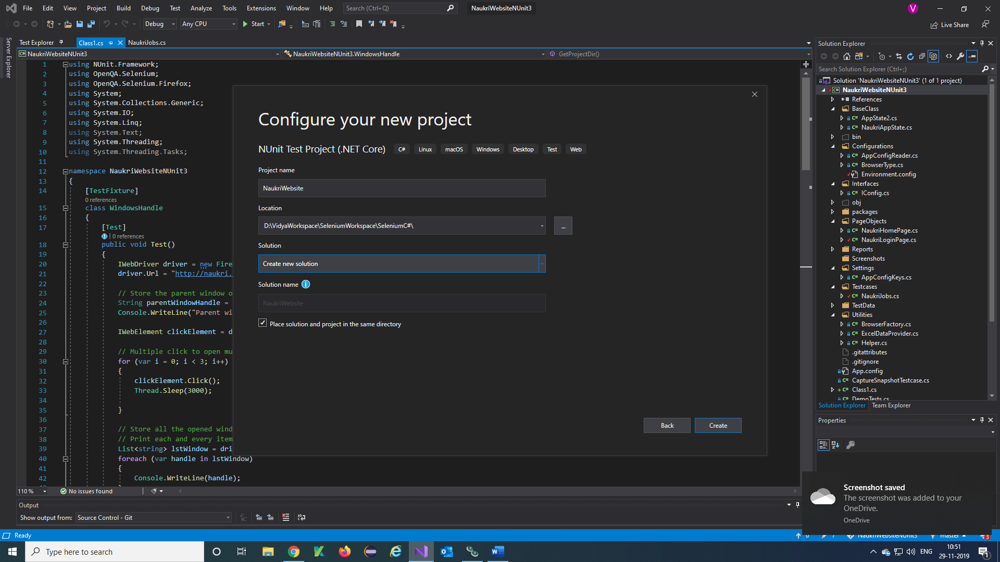 File Edit View Project Build Debug Test Analyze Tools Extensions Window Help Search (Ctrl+Q) NaukriWebsiteNUnit3 V
Debug Any CPU Start Live Share
Server Explorer
Test Explorer Class1.cs NaukriJobs.cs
NaukriWebsiteNUnit3 NaukriWebsiteNUnit3.WindowsHandle GetProjectDir()
1 using NUnit.Framework;
2 using OpenQA.Selenium;
3 using OpenQA.Selenium.Firefox;
4 using System;
5 using System.Collections.Generic;
6 using System.IO;
7 using System.Linq;
8 using System.Text;
9 using System.Threading;
10 using System.Threading.Tasks;
11
12 namespace NaukriWebsiteNUnit3
13 {
14 [TestFixture]
0 references
15 class WindowsHandle
16 {
17 [Test]
0 references
18 public void Test()
19 {
20 IWebDriver driver = new Fire
21 driver.Url = "http://naukri.
22
23 // Store the parent window o
24 String parentWindowHandle =
25 Console.WriteLine("Parent wi
26
27 IWebElement clickElement = d
28
29 // Multiple click to open mu
30 for (var i = 0; i < 3; i++)
31 {
32 clickElement.Click();
33 Thread.Sleep(3000);
34
35 }
36
37 // Store all the opened wind
38 // Print each and every item
39 List<string> lstWindow = dri
40 foreach (var handle in lstWindow)
41 {
42 Console.WriteLine(handle);
110 % No issues found
Output
Show output from: Source Control - Git
Configure your new project
NUnit Test Project (.NET Core) C# Linux macOS Windows Desktop Test Web
Project name
NaukriWebsite
Location
D:\VidyaWorkspace\SeleniumWorkspace\SeleniumC#\
...
Solution
Create new solution
Solution name
NaukriWebsite
Place solution and project in the same directory
Back Create
Solution Explorer
Search Solution Explorer (Ctrl+;)
Solution 'NaukriWebsiteNUnit3' (1 of 1 project)
NaukriWebsiteNUnit3
References
BaseClass
AppState2.cs
NaukriAppState.cs
bin
Configurations
AppConfigReader.cs
BrowserType.cs
Environment.config
Interfaces
IConfig.cs
obj
packages
PageObjects
NaukriHomePage.cs
NaukriLoginPage.cs
Reports
Screenshots
Settings
AppConfigKeys.cs
Testcases
NaukriJobs.cs
TestData
Utilities
BrowserFactory.cs
ExcelDataProvider.cs
Helper.cs
.gitattributes
.gitignore
App.config
CaptureSnapshotTestcase.cs
Class1.cs
DemoTests.cs
Solution Explorer Team Explorer
Properties
Screenshot saved
The screenshot was added to your
OneDrive.
OneDrive
Ready 0 7 NaukriWebsiteNUnit3 master 3
Type here to search
ENG 10:51
29-11-2019
1